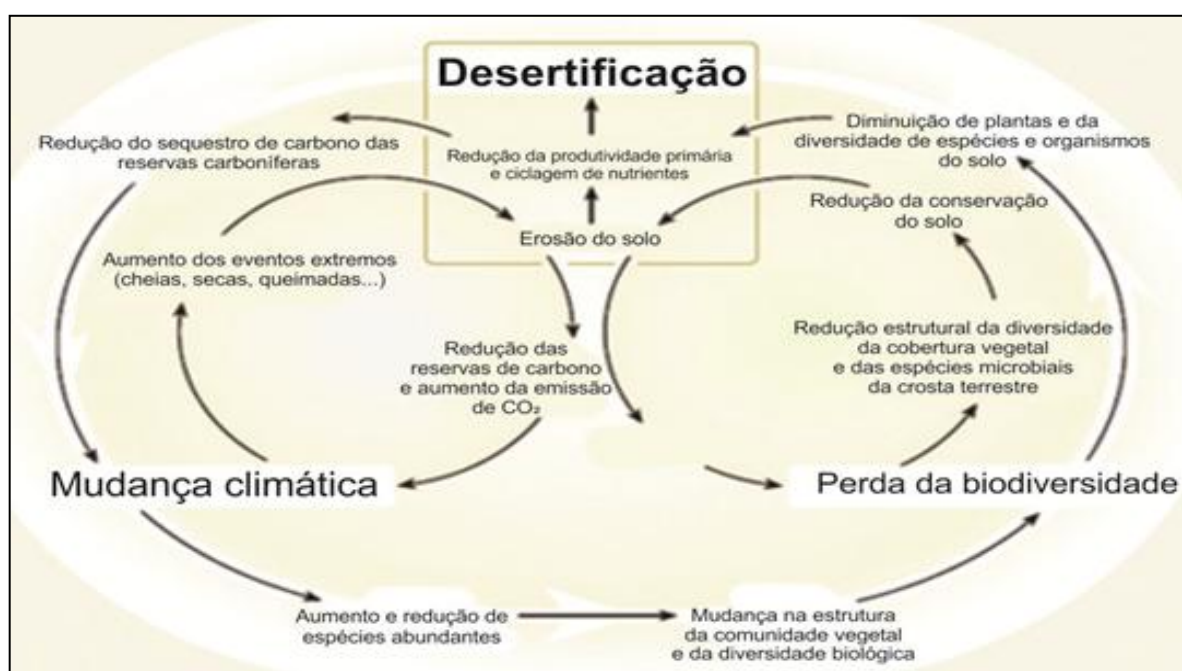 Desertificação
Redução do sequestro de carbono das
reservas carboníferas
Redução da produtividade primária
e ciclagem de nutrientes
Diminuição de plantas e da
diversidade de espécies e organismos
do solo
Redução da conservação
do solo
Erosão do solo
Aumento dos eventos extremos
(cheias, secas, queimadas...)
Redução das
reservas de carbono
e aumento da emissão
de CO₂
Redução estrutural da diversidade
da cobertura vegetal
e das espécies microbiais
da crosta terrestre
Mudança climática
Perda da biodiversidade
Aumento e redução de
espécies abundantes
Mudança na estrutura
da comunidade vegetal
e da diversidade biológica